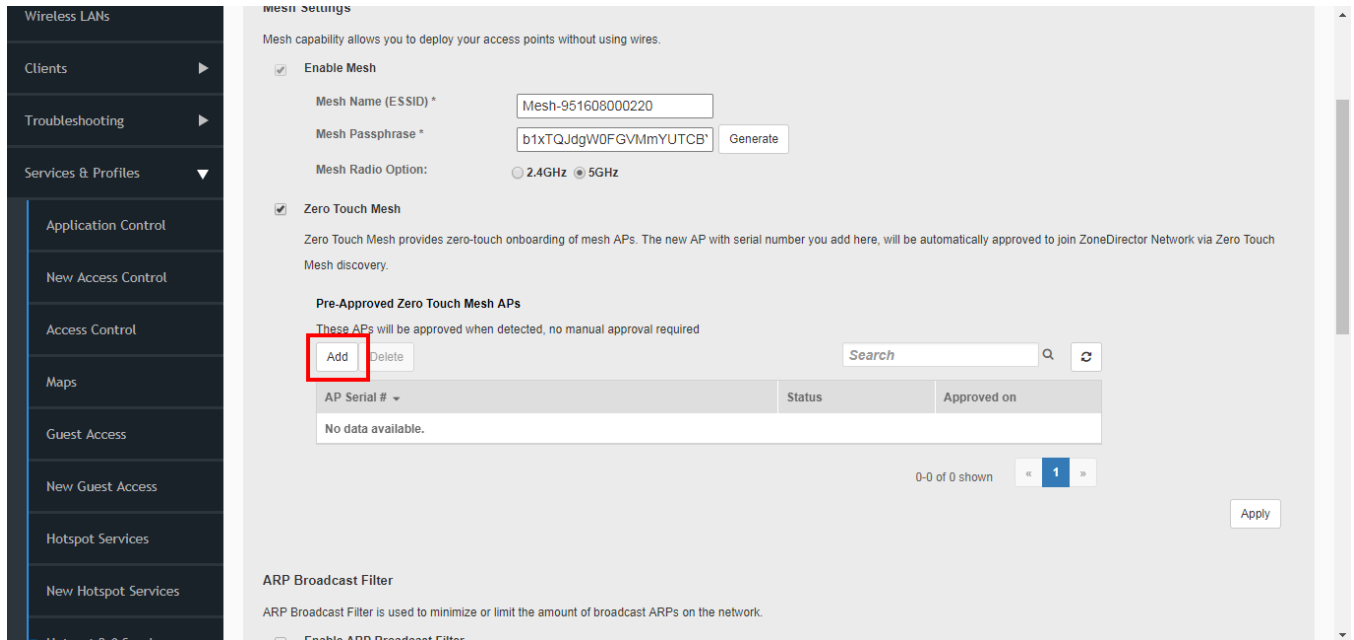 Wireless LANs
Clients
Troubleshooting
Services & Profiles
Application Control
New Access Control
Access Control
Maps
Guest Access
New Guest Access
Hotspot Services
New Hotspot Services
Mesh Settings
Mesh capability allows you to deploy your access points without using wires.
Enable Mesh
Mesh Name (ESSID) *
Mesh-951608000220
Mesh Passphrase *
b1xTQJdgW0FGVMmYUTCB
Generate
Mesh Radio Option:
2.4GHz 5GHz
Zero Touch Mesh
Zero Touch Mesh provides zero-touch onboarding of mesh APs. The new AP with serial number you add here, will be automatically approved to join ZoneDirector Network via Zero Touch
Mesh discovery.
Pre-Approved Zero Touch Mesh APs
These APs will be approved when detected, no manual approval required
Add Delete Search
AP Serial # Status Approved on
No data available.
0-0 of 0 shown « 1 »
Apply
ARP Broadcast Filter
ARP Broadcast Filter is used to minimize or limit the amount of broadcast ARPs on the network.
Enable ARP Broadcast Filter